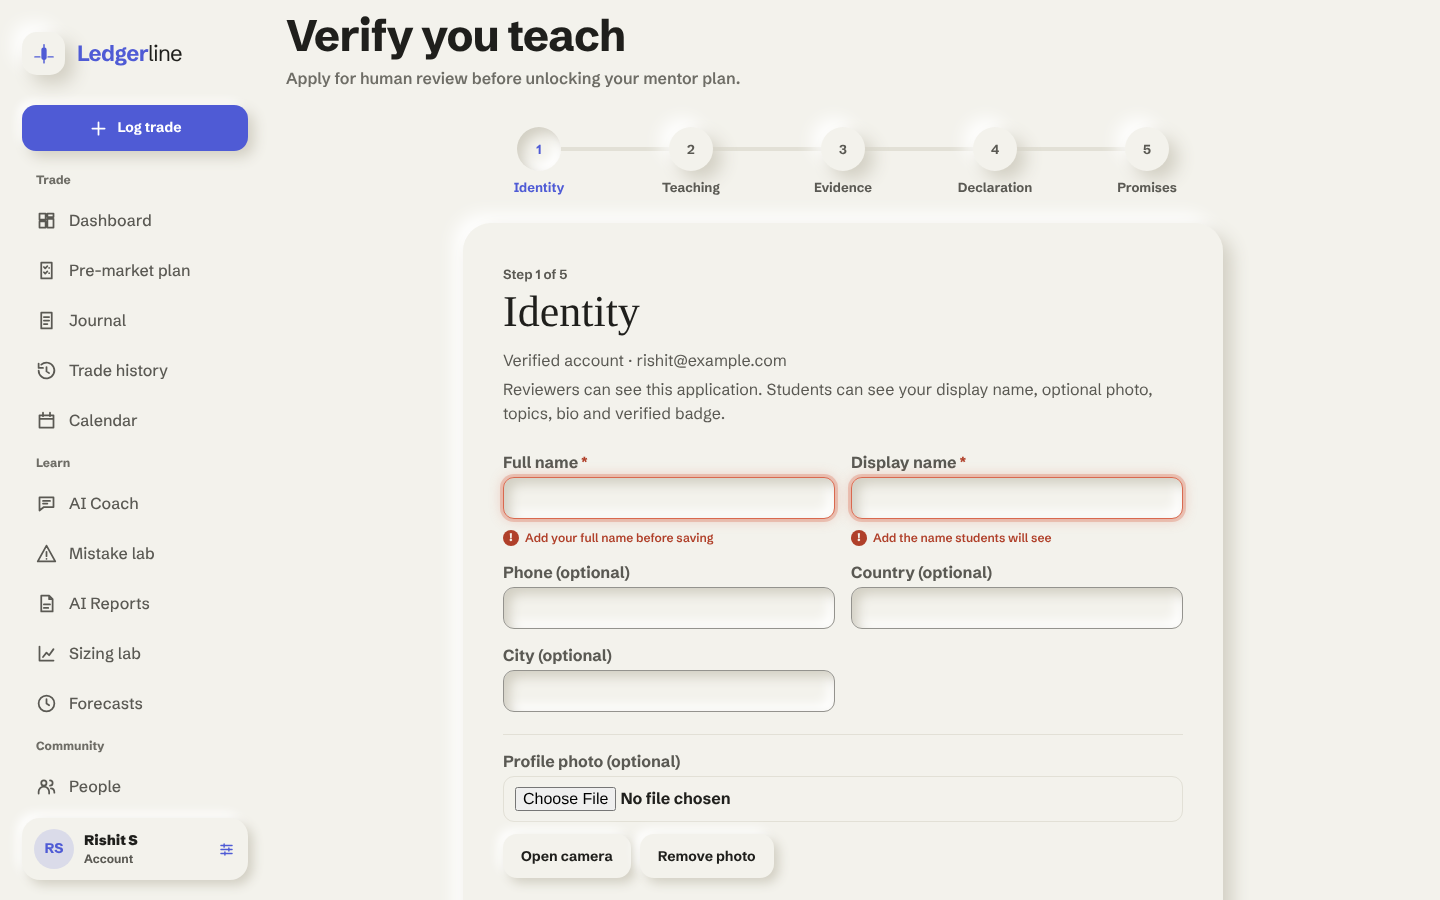 Ledgerline
Log trade
Trade
Dashboard
Pre-market plan
Journal
Trade history
Calendar
Learn
AI Coach
Mistake lab
AI Reports
Sizing lab
Forecasts
Community
People
RS
Rishit S
Account
Verify you teach
Apply for human review before unlocking your mentor plan.
1
Identity
2
Teaching
3
Evidence
4
Declaration
5
Promises
Step 1 of 5
Identity
Verified account · rishit@example.com
Reviewers can see this application. Students can see your display name, optional photo,
topics, bio and verified badge.
Full name *
Display name *
! Add your full name before saving
! Add the name students will see
Phone (optional)
Country (optional)
City (optional)
Profile photo (optional)
Choose File No file chosen
Open camera
Remove photo